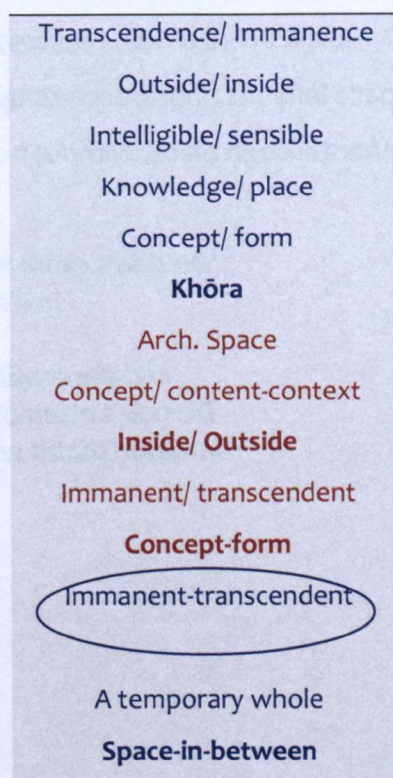 Transcendence/ Immanence
Outside/ inside
Intelligible/ sensible
Knowledge/ place
Concept/ form
Khōra
Arch. Space
Concept/ content-context
Inside/ Outside
Immanent/ transcendent
Concept-form
Immanent-transcendent
A temporary whole
Space-in-between